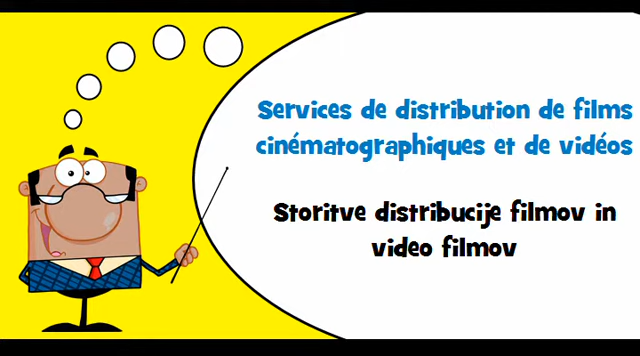 Services de distribution de films
cinématographiques et de vidéos
Storitve distribucije filmov in
video filmov